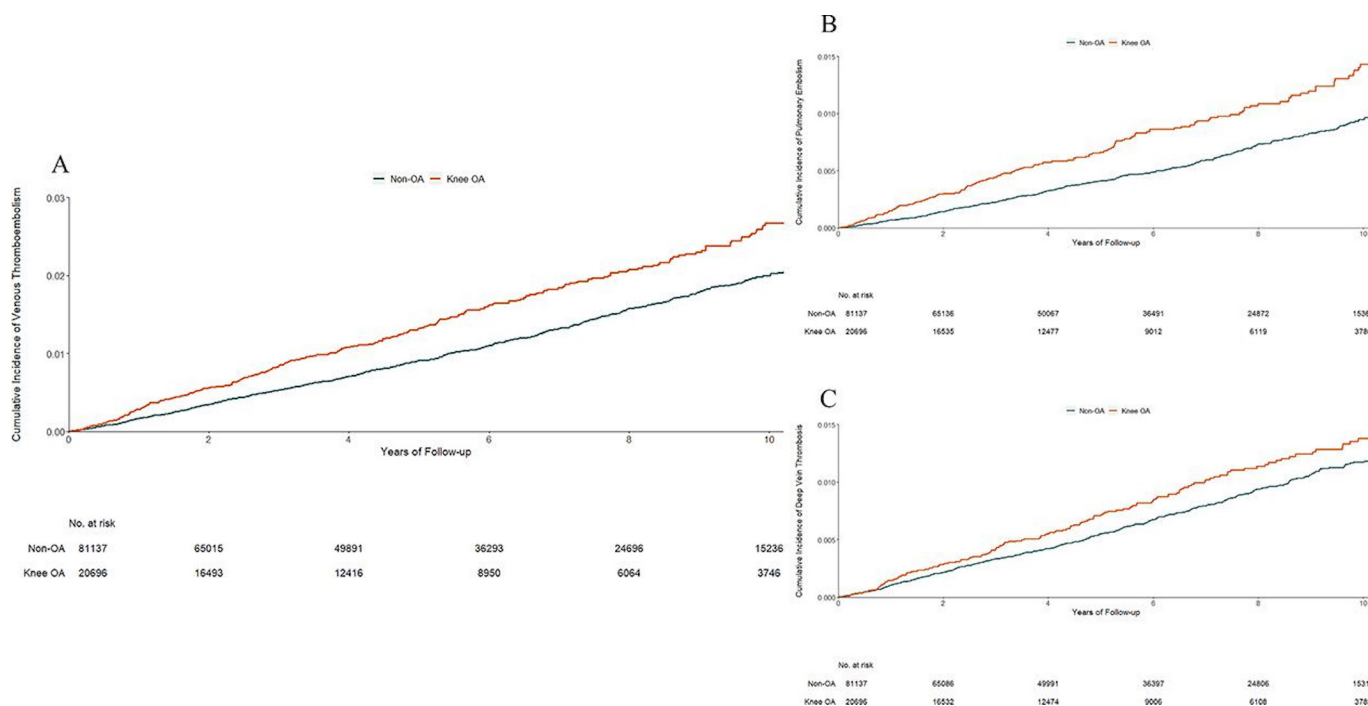 A
Non-OA Knee OA
Cumulative Incidence of Venous Thromboembolism
0.03
0.02
0.01
0.00
0 2 4 6 8 10
Years of Follow-up
No. at risk
Non-OA 81137 65015 49891 36293 24696 15236
Knee OA 20696 16493 12416 8950 6064 3746
B
Non-OA Knee OA
Cumulative Incidence of Pulmonary Embolism
0.015
0.010
0.005
0.000
0 2 4 6 8 10
Years of Follow-up
No. at risk
Non-OA 81137 65136 50067 36491 24872 1536
Knee OA 20696 16535 12477 9012 6119 378
C
Non-OA Knee OA
Cumulative Incidence of Deep Vein Thrombosis
0.015
0.010
0.005
0.000
0 2 4 6 8 10
Years of Follow-up
No. at risk
Non-OA 81137 65086 49991 36397 24806 1531
Knee OA 20696 16532 12474 9006 6108 378